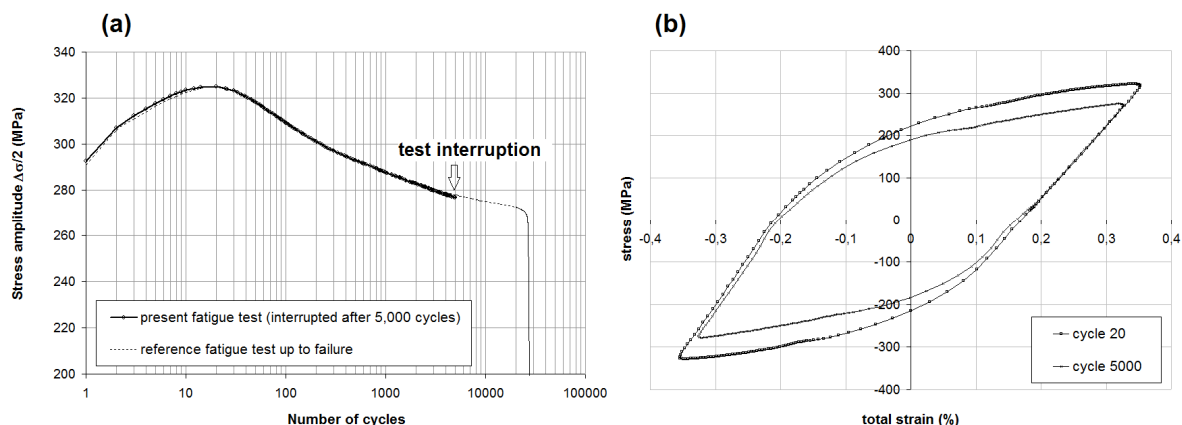 (a)
340
320
300
280
260
240
220
200
Stress amplitude Δσ/2 (MPa)
test interruption
present fatigue test (interrupted after 5,000 cycles)
reference fatigue test up to failure
1 10 100 1000 10000 100000
Number of cycles
(b)
400
300
200
100
0
-100
-200
-300
-400
stress (MPa)
-0,4 -0,3 -0,2 -0,1 0 0,1 0,2 0,3 0,4
cycle 20
cycle 5000
total strain (%)